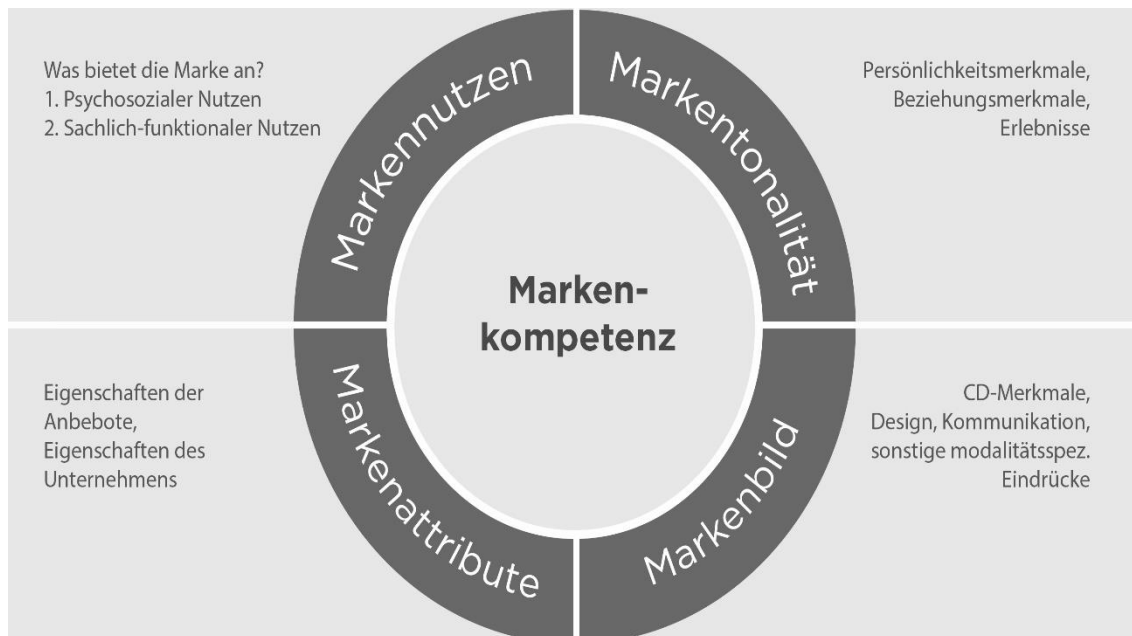 Was bietet die Marke an?
1. Psychosozialer Nutzen
2. Sachlich-funktionaler Nutzen
Markennutzen
Markentonalität
Persönlichkeitsmerkmale,
Beziehungsmerkmale,
Erlebnisse
Marken-
kompetenz
Eigenschaften der
Anbebote,
Eigenschaften des
Unternehmens
Markenattribute
Markenbild
CD-Merkmale,
Design, Kommunikation,
sonstige modalitätsspez.
Eindrücke